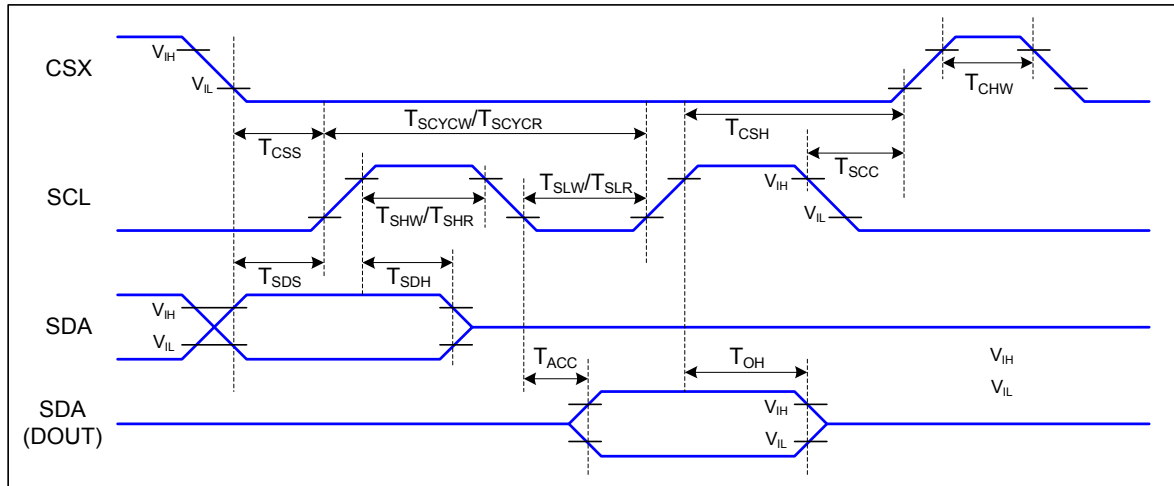 CSX
VIH
VIL
TCHW
TSCYCW/TSCYCR
TCSS
TCSH
TSCC
SCL
TSLW/TSLR
VIH
TSHW/TSHR
VIL
TSDS
TSDH
SDA
VIH
VIL
TACC
TOH
VIH
VIL
SDA
(DOUT)
VIH
VIL